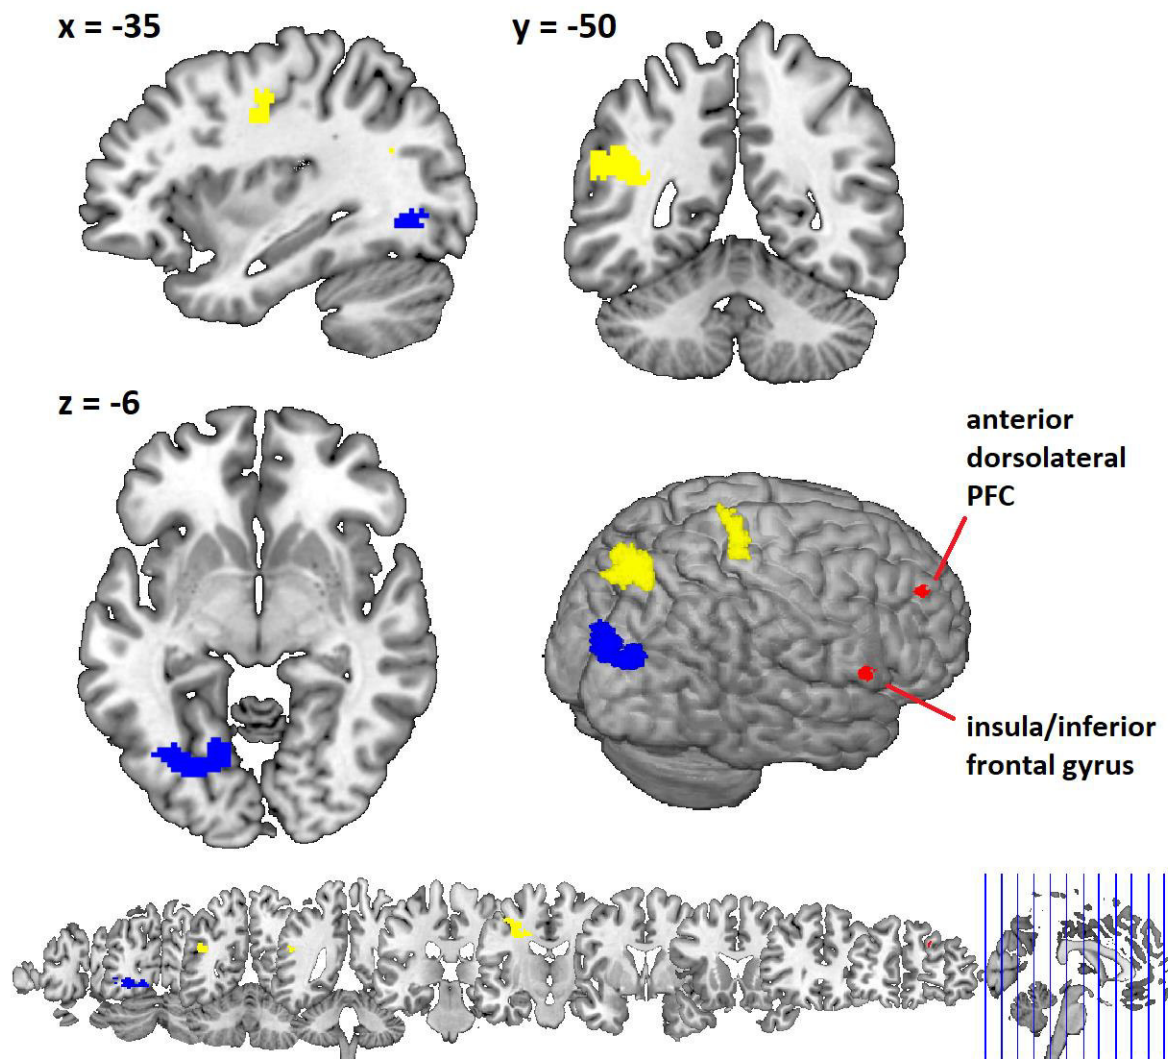 x = -35
y = -50
z = -6
anterior
dorsolateral
PFC
insula/inferior
frontal gyrus